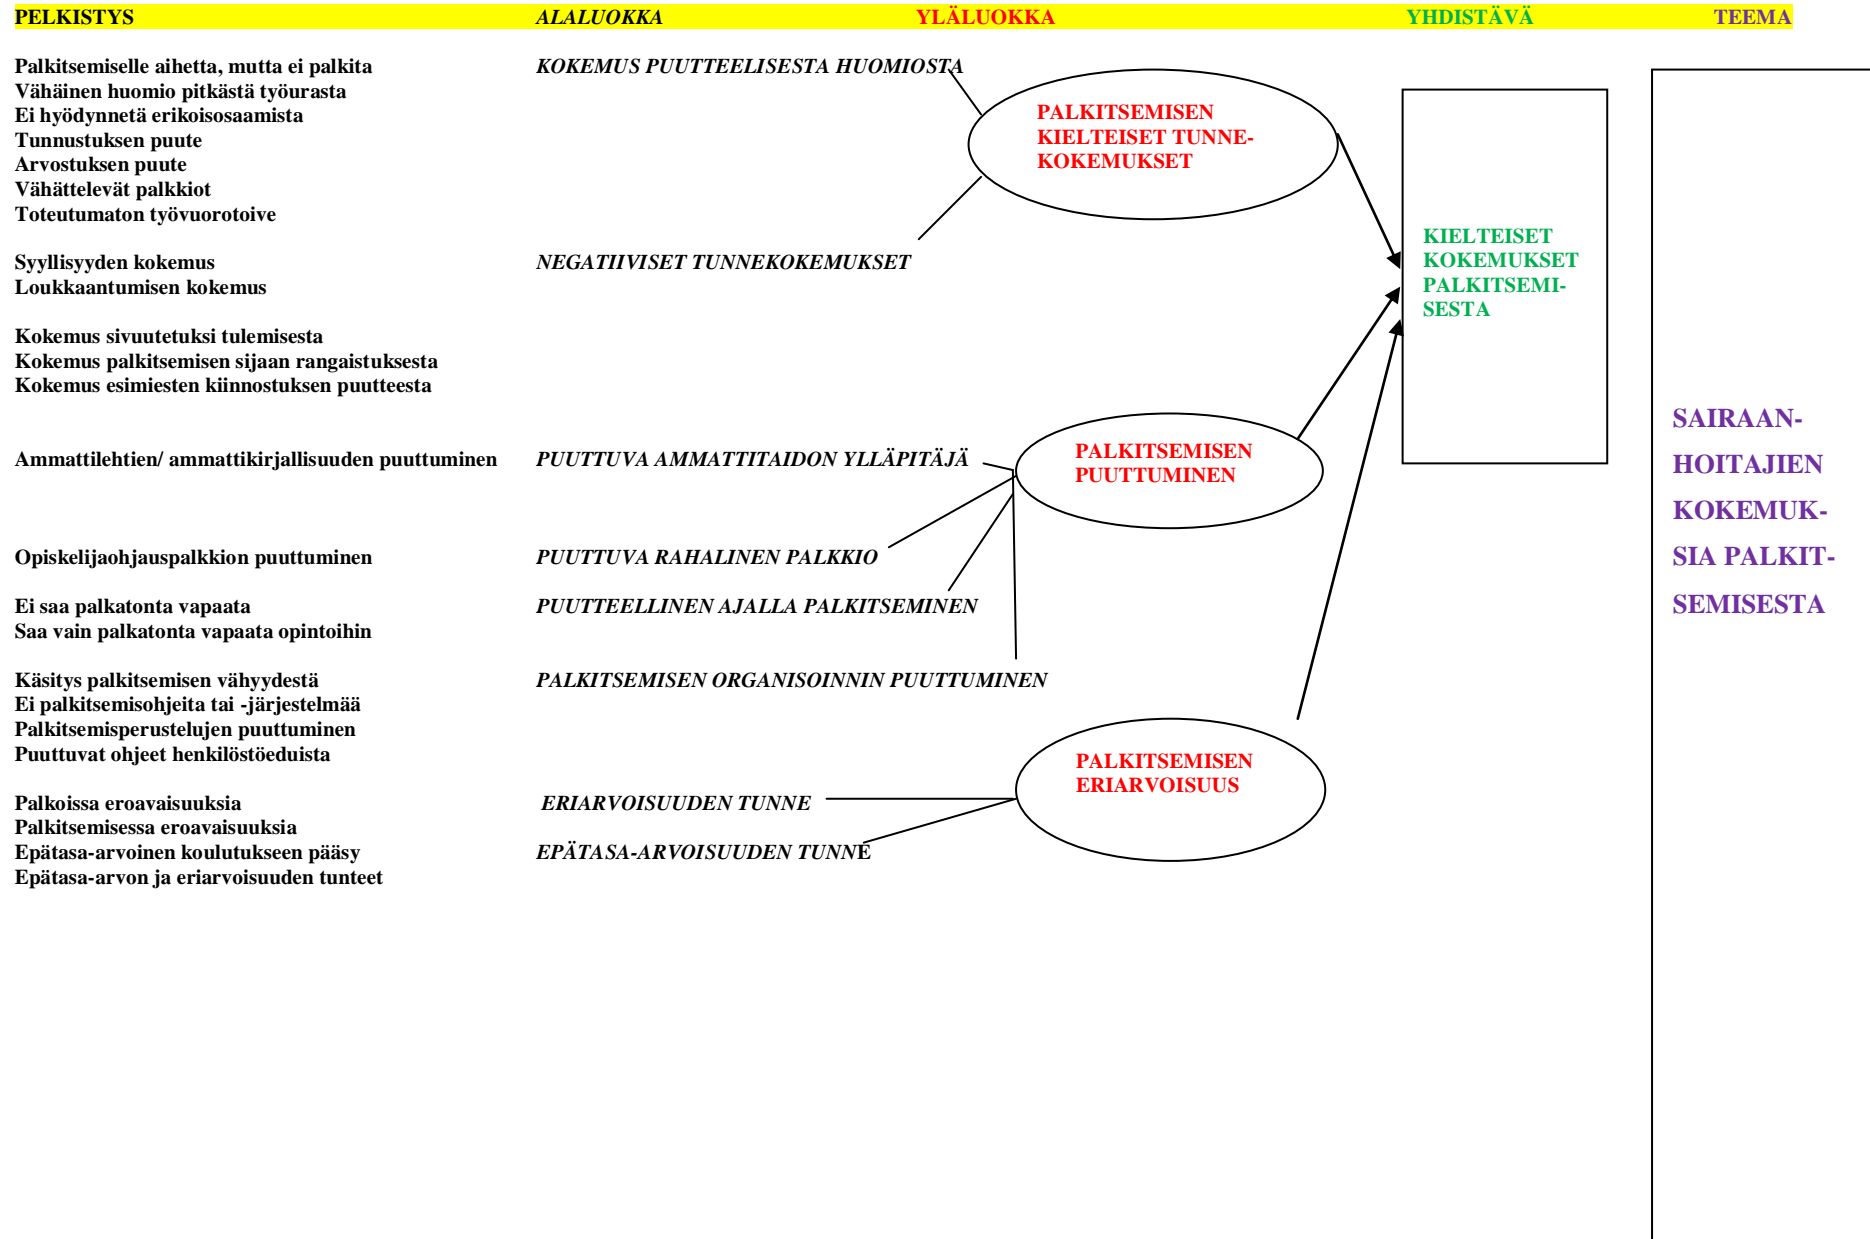 PELKISTYS ALALUOKKA YLÄLUOKKA YHDISTÄVÄ TEEMA
Palkitsemiselle aihetta, mutta ei palkita KOKEMUS PUUTTEELISESTA HUOMIOSTA
Vähäinen huomio pitkästä työurasta
Ei hyödynnetä erikoisosaamista
Tunnustuksen puute
Arvostuksen puute
Vähättelevät palkkiot
Toteutumaton työvuorotoive
PALKITSEMISEN
KIELTEISET TUNNE-
KOKEMUKSET
Syyllisyyden kokemus NEGATIIVISET TUNNEKOKEMUKSET
Loukkaantumisen kokemus
KIELTEISET
KOKEMUKSET
PALKITSEMI-
SESTA
Kokemus sivuutetuksi tulemisesta
Kokemus palkitsemisen sijaan rangaistuksesta
Kokemus esimiesten kiinnostuksen puutteesta
Ammattilehtien/ ammattikirjallisuuden puuttuminen PUUTTUVA AMMATTITAIDON YLLÄPITÄJÄ
PALKITSEMISEN
PUUTTUMINEN
SAIRAAN-
HOITAJIEN
KOKEMUK-
SIA PALKIT-
SEMISESTA
Opiskelijaohjauspalkkion puuttuminen PUUTTUVA RAHALINEN PALKKIO
Ei saa palkatonta vapaata PUUTTEELLINEN AJALLA PALKITSEMINEN
Saa vain palkatonta vapaata opintoihin
Käsitys palkitsemisen vähyydestä PALKITSEMISEN ORGANISOINNIN PUUTTUMINEN
Ei palkitsemisohjeita tai -järjestelmää
Palkitsemisperustelujen puuttuminen
Puuttuvat ohjeet henkilöstöeduista
PALKITSEMISEN
ERIARVOISUUS
Palkoissa eroavaisuuksia ERIARVOISUUDEN TUNNE
Palkitsemisessa eroavaisuuksia
Epätasa-arvoinen koulutukseen pääsy EPÄTASA-ARVOISUUDEN TUNNE
Epätasa-arvon ja eriarvoisuuden tunteet